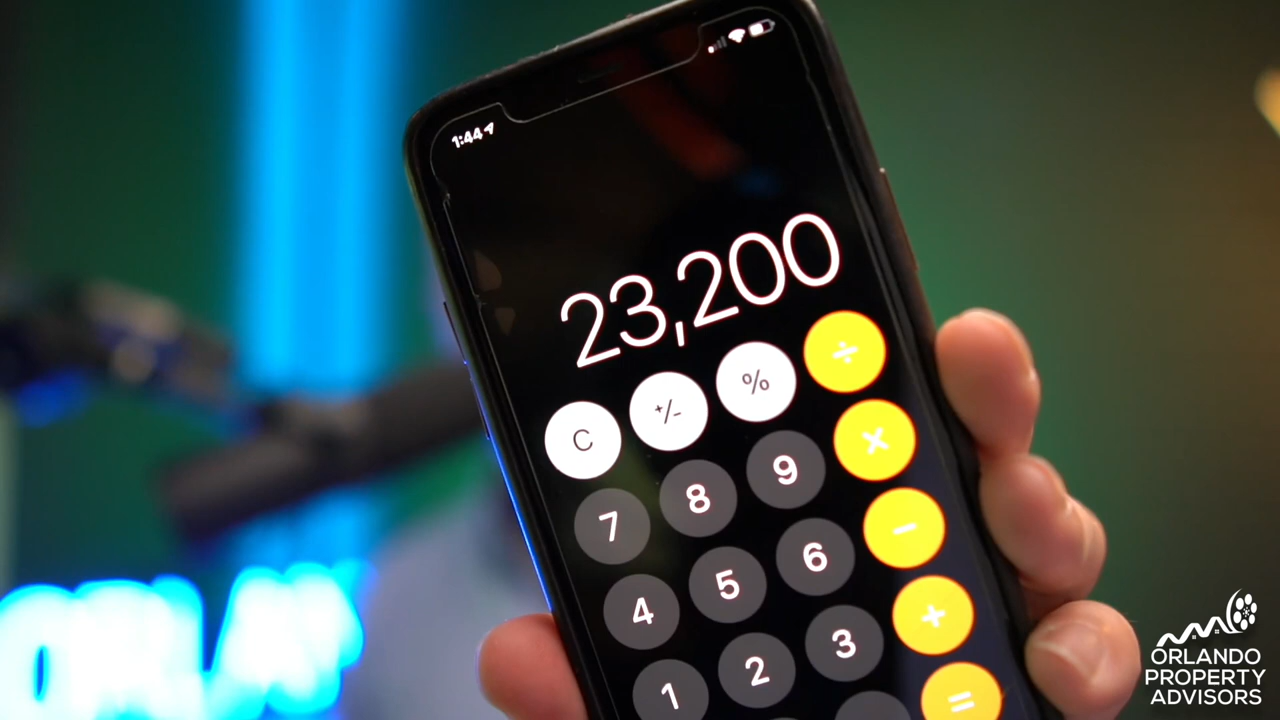 1:44
23,200
C +/- % ÷
7 8 9 ×
4 5 6 −
1 2 3 +
=
ORLANDO
PROPERTY
ADVISORS